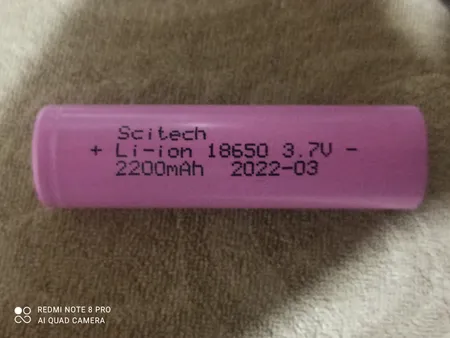 Scitech
+ Li-ion 18650 3.7V -
2200mAh 2022-03
REDMI NOTE 8 PRO
AI QUAD CAMERA